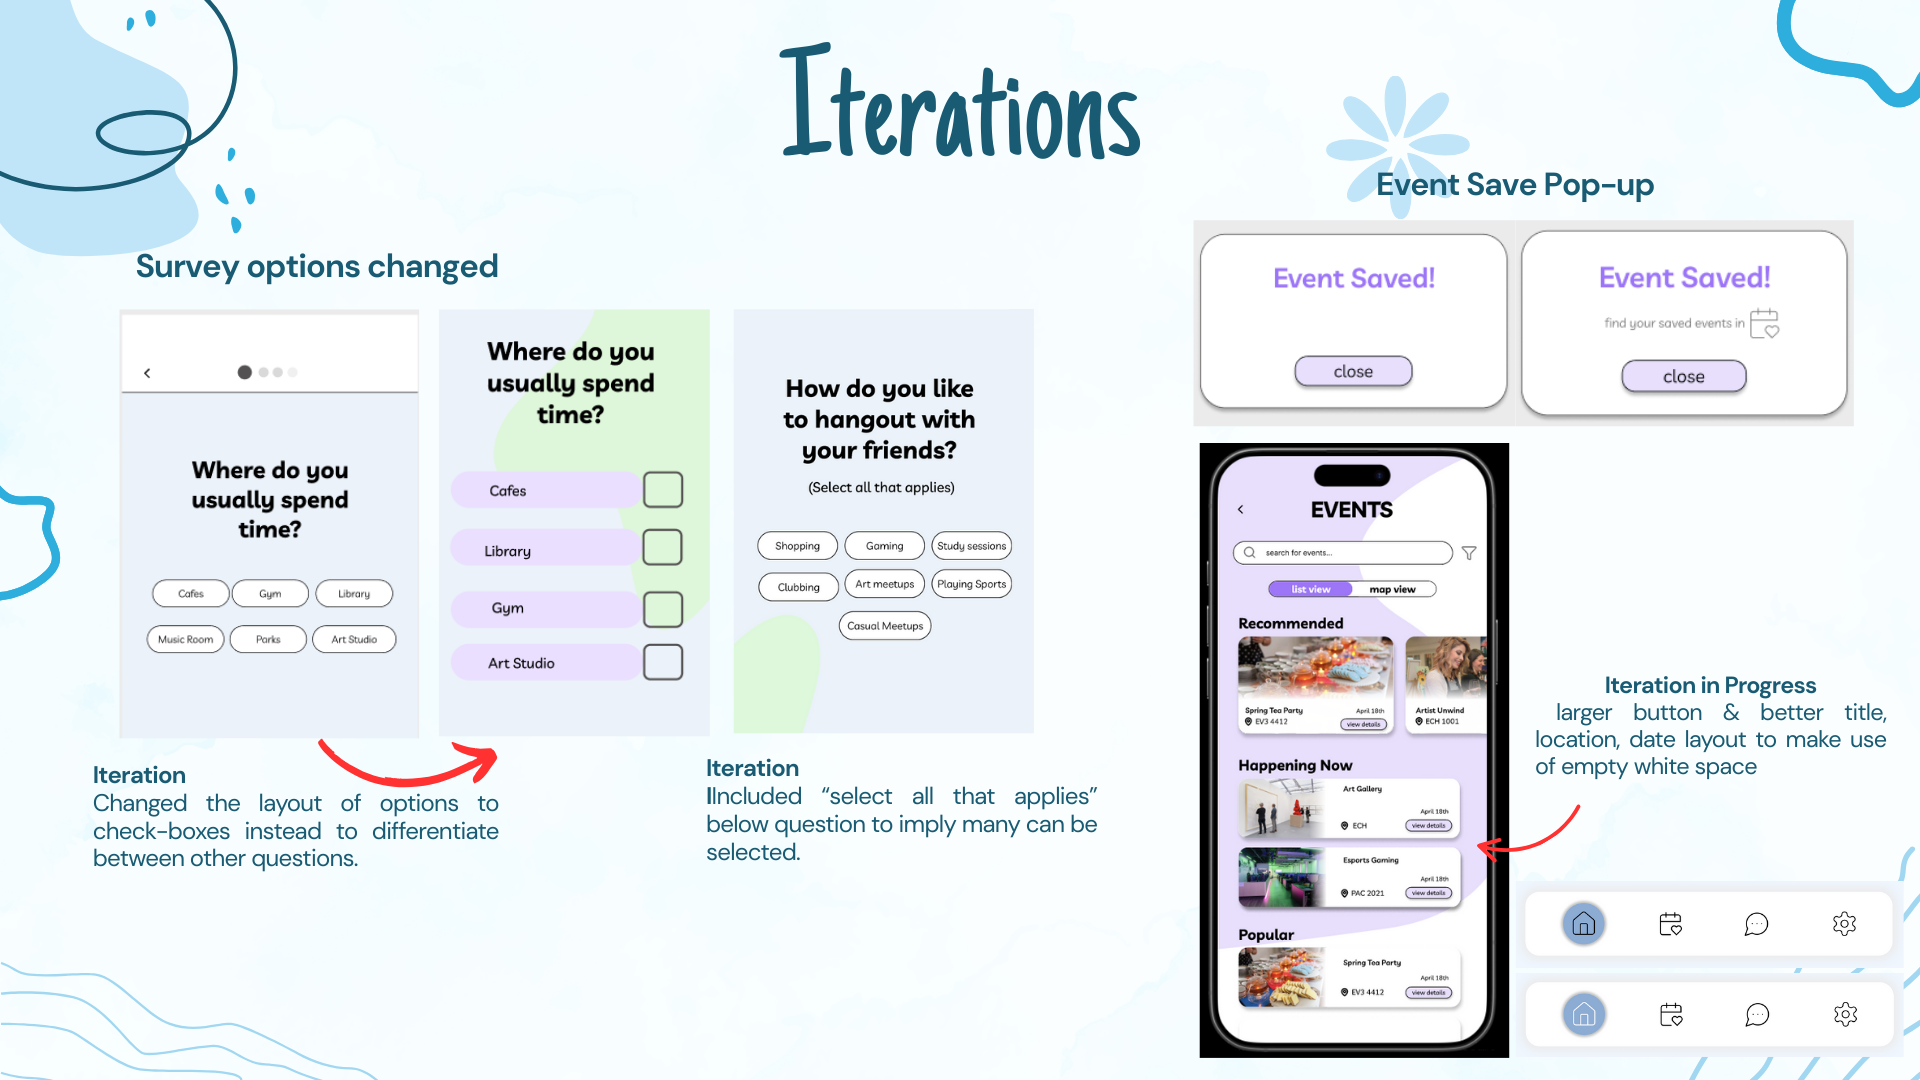 Iterations
Survey options changed
Where do you
usually spend
time?
Cafes
Gym
Library
Music Room
Parks
Art Studio
Where do you
usually spend
time?
Cafes
Library
Gym
Art Studio
How do you like
to hangout with
your friends?
(Select all that applies)
Shopping
Gaming
Study sessions
Clubbing
Art meetups
Playing Sports
Casual Meetups
Iteration
Changed the layout of options to
check-boxes instead to differentiate
between other questions.
Iteration
IIncluded “select all that applies”
below question to imply many can be
selected.
Event Save Pop-up
Event Saved!
close
Event Saved!
find your saved events in
close
EVENTS
search for events...
list view
map view
Recommended
Spring Tea Party
April 18th
EV3 4412
view details
Artist Unwind
ECH 1001
Happening Now
Art Gallery
April 18th
ECH
view details
Esports Gaming
April 18th
PAC 2021
view details
Popular
Spring Tea Party
April 18th
EV3 4412
view details
Iteration in Progress
larger button & better title,
location, date layout to make use
of empty white space